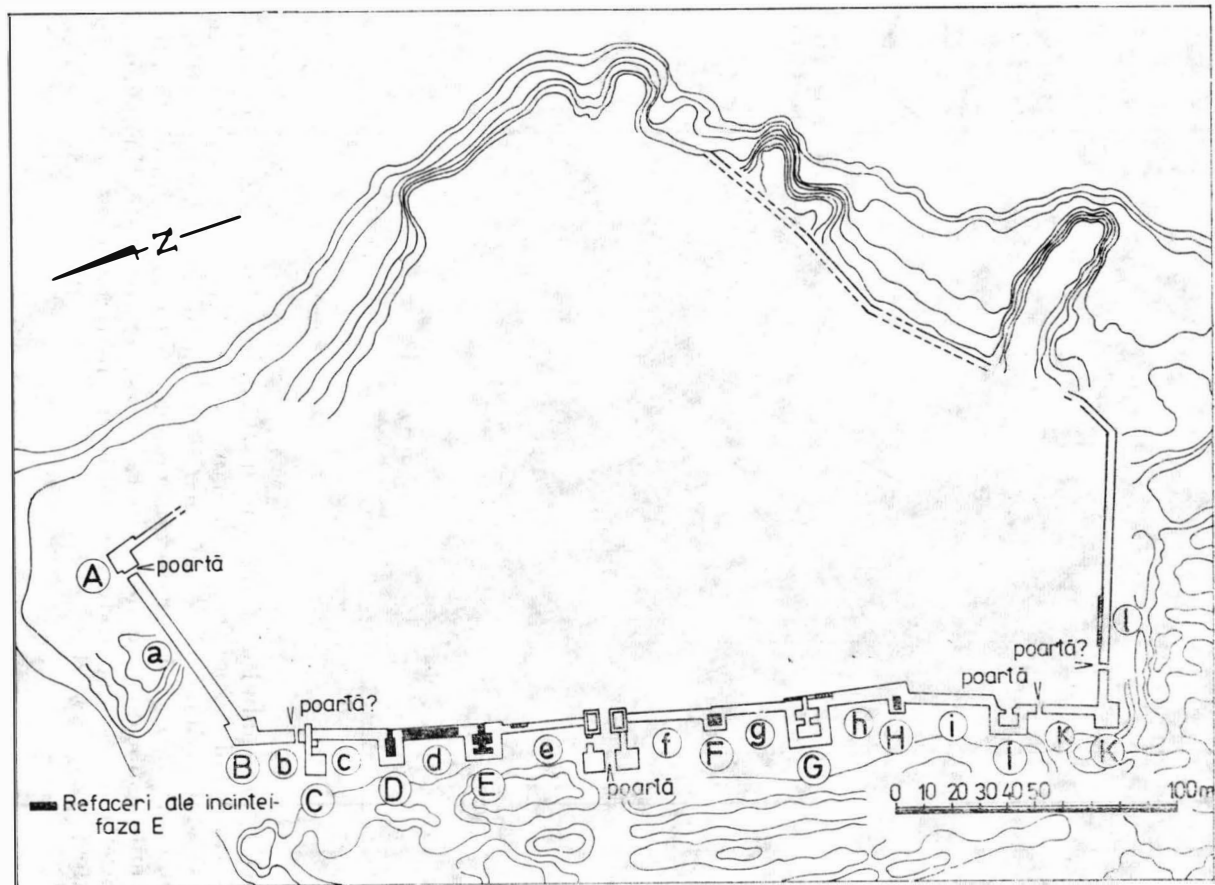 N
A
poartă
a
poartă?
B
b
C
c
D
d
E
e
poartă
f
F
g
G
h
H
i
poartă
I
k
K
poartă?
l
Refaceri ale incintei-
faza E
0 10 20 30 40 50 100m